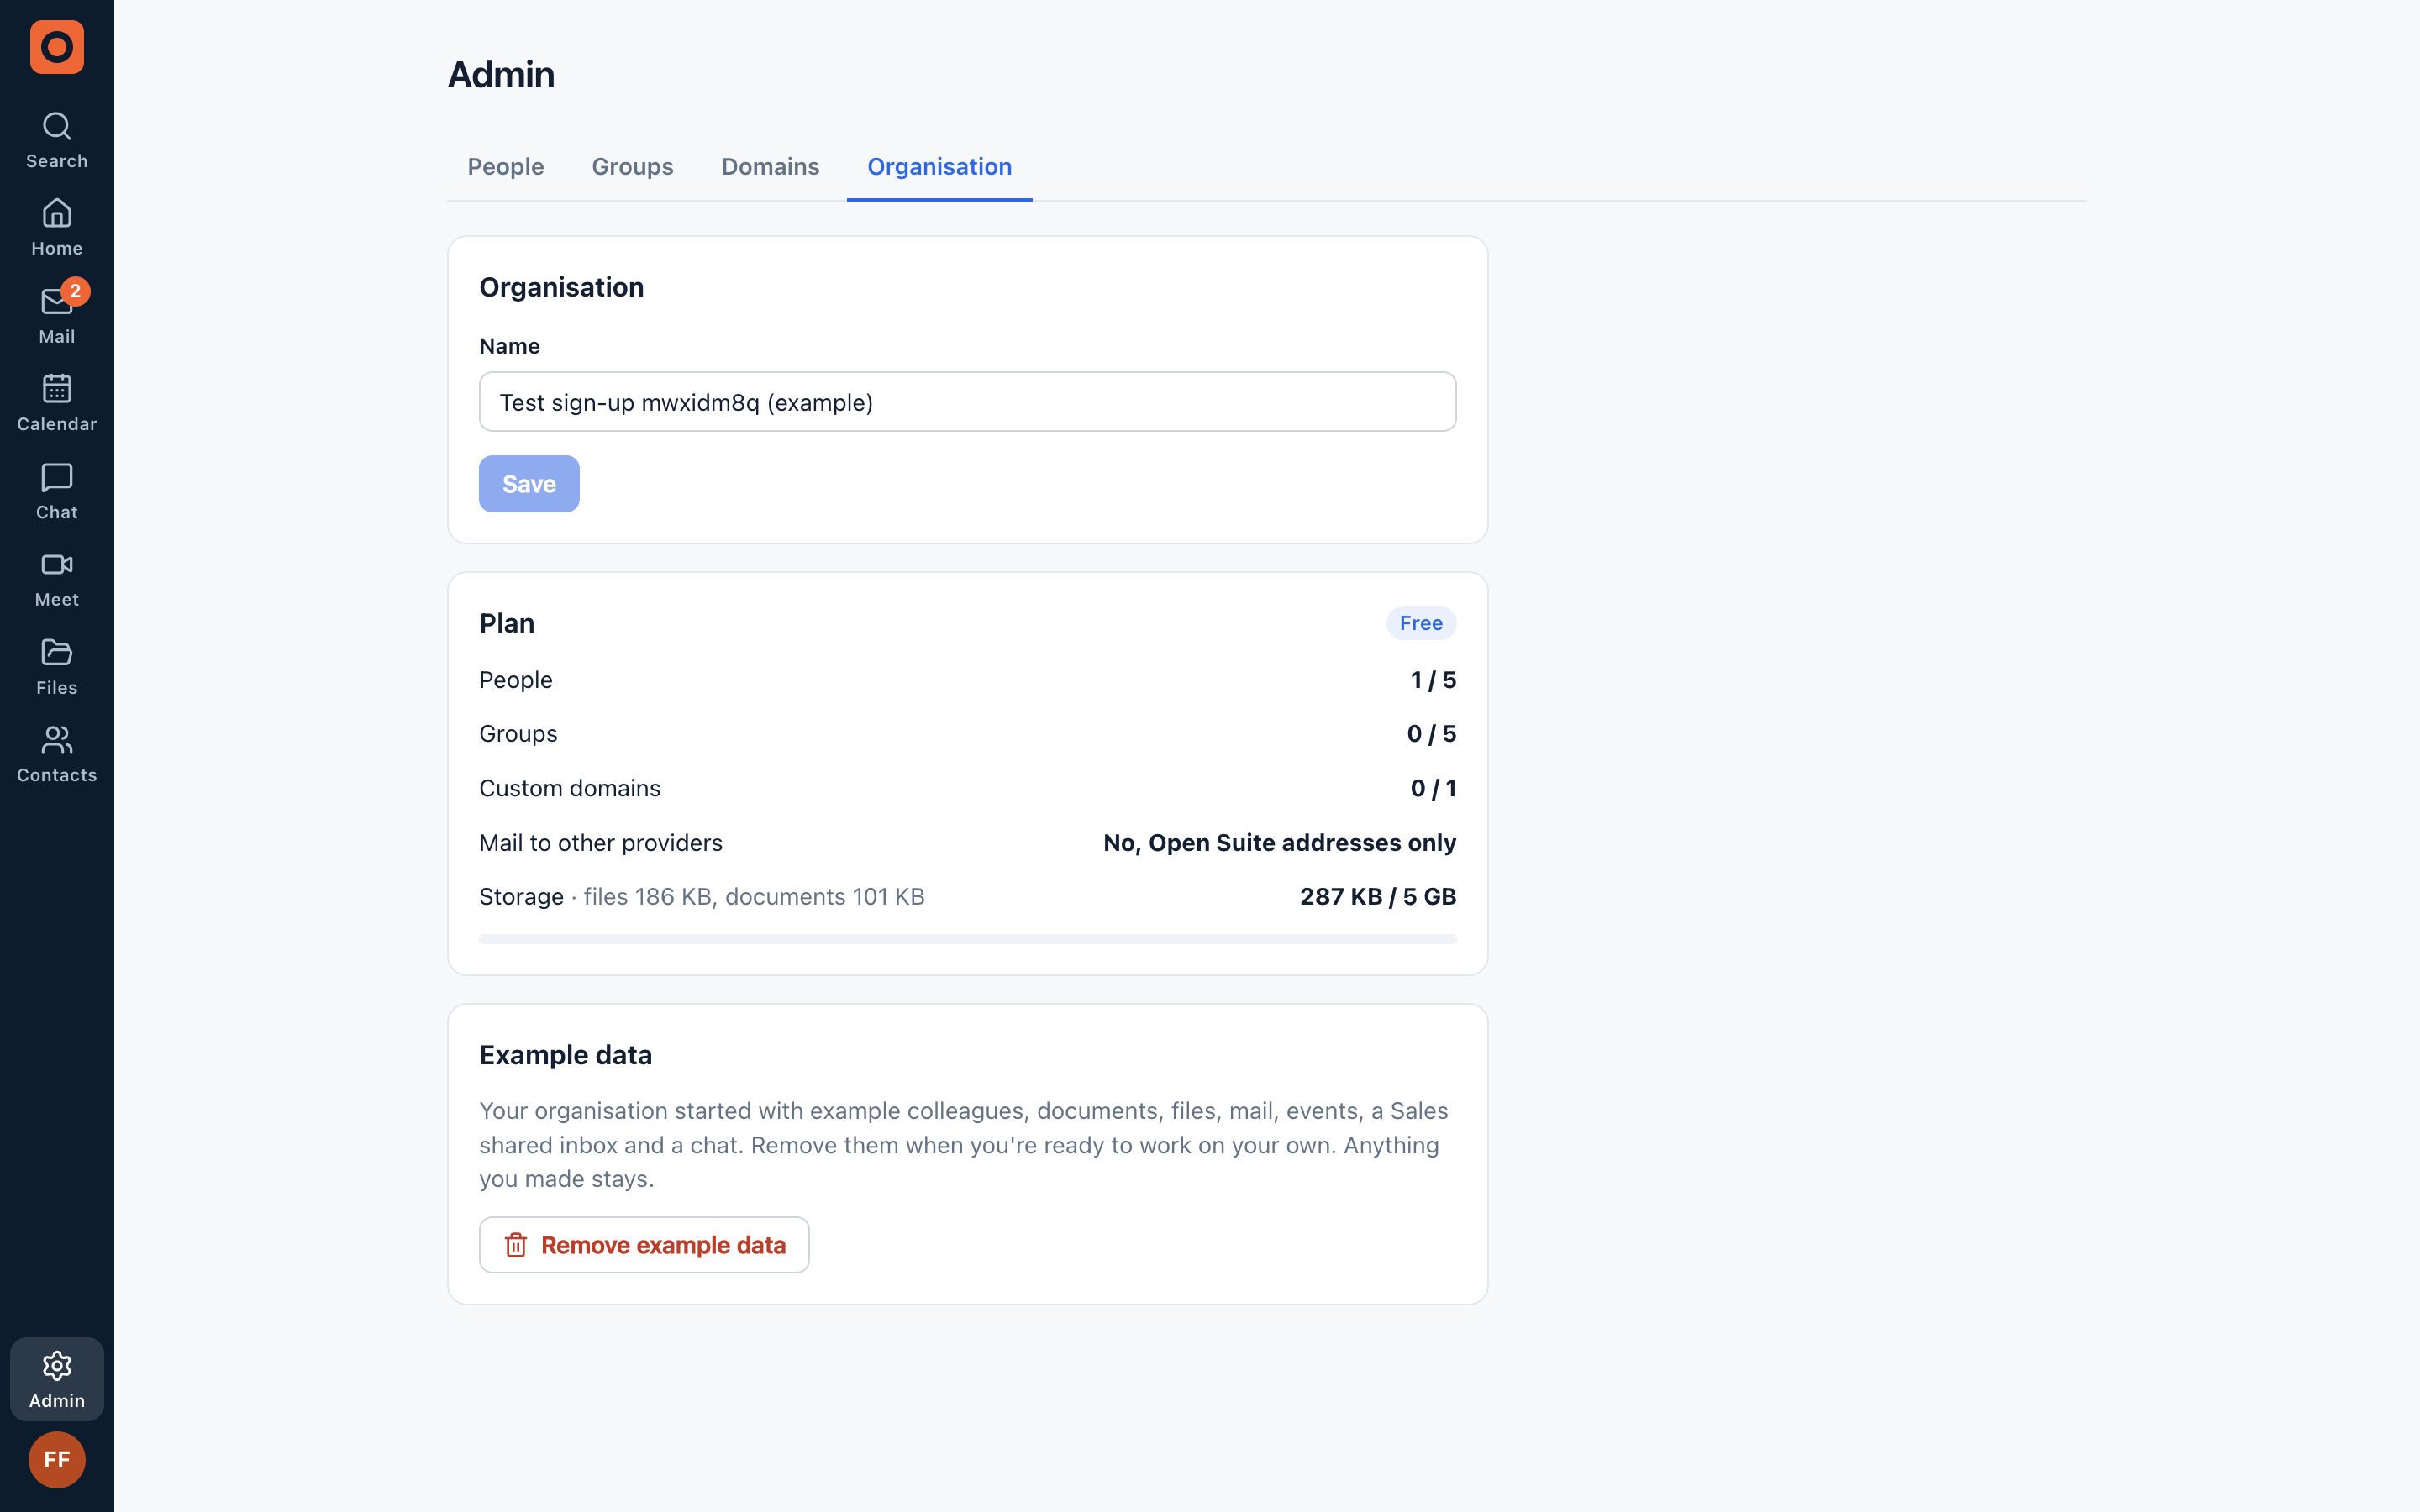 Search
Home
2
Mail
Calendar
Chat
Meet
Files
Contacts
Admin
FF
Admin
People Groups Domains Organisation
Organisation
Name
Test sign-up mwxidm8q (example)
Save
Plan Free
People 1 / 5
Groups 0 / 5
Custom domains 0 / 1
Mail to other providers No, Open Suite addresses only
Storage · files 186 KB, documents 101 KB 287 KB / 5 GB
Example data
Your organisation started with example colleagues, documents, files, mail, events, a Sales
shared inbox and a chat. Remove them when you're ready to work on your own. Anything
you made stays.
Remove example data